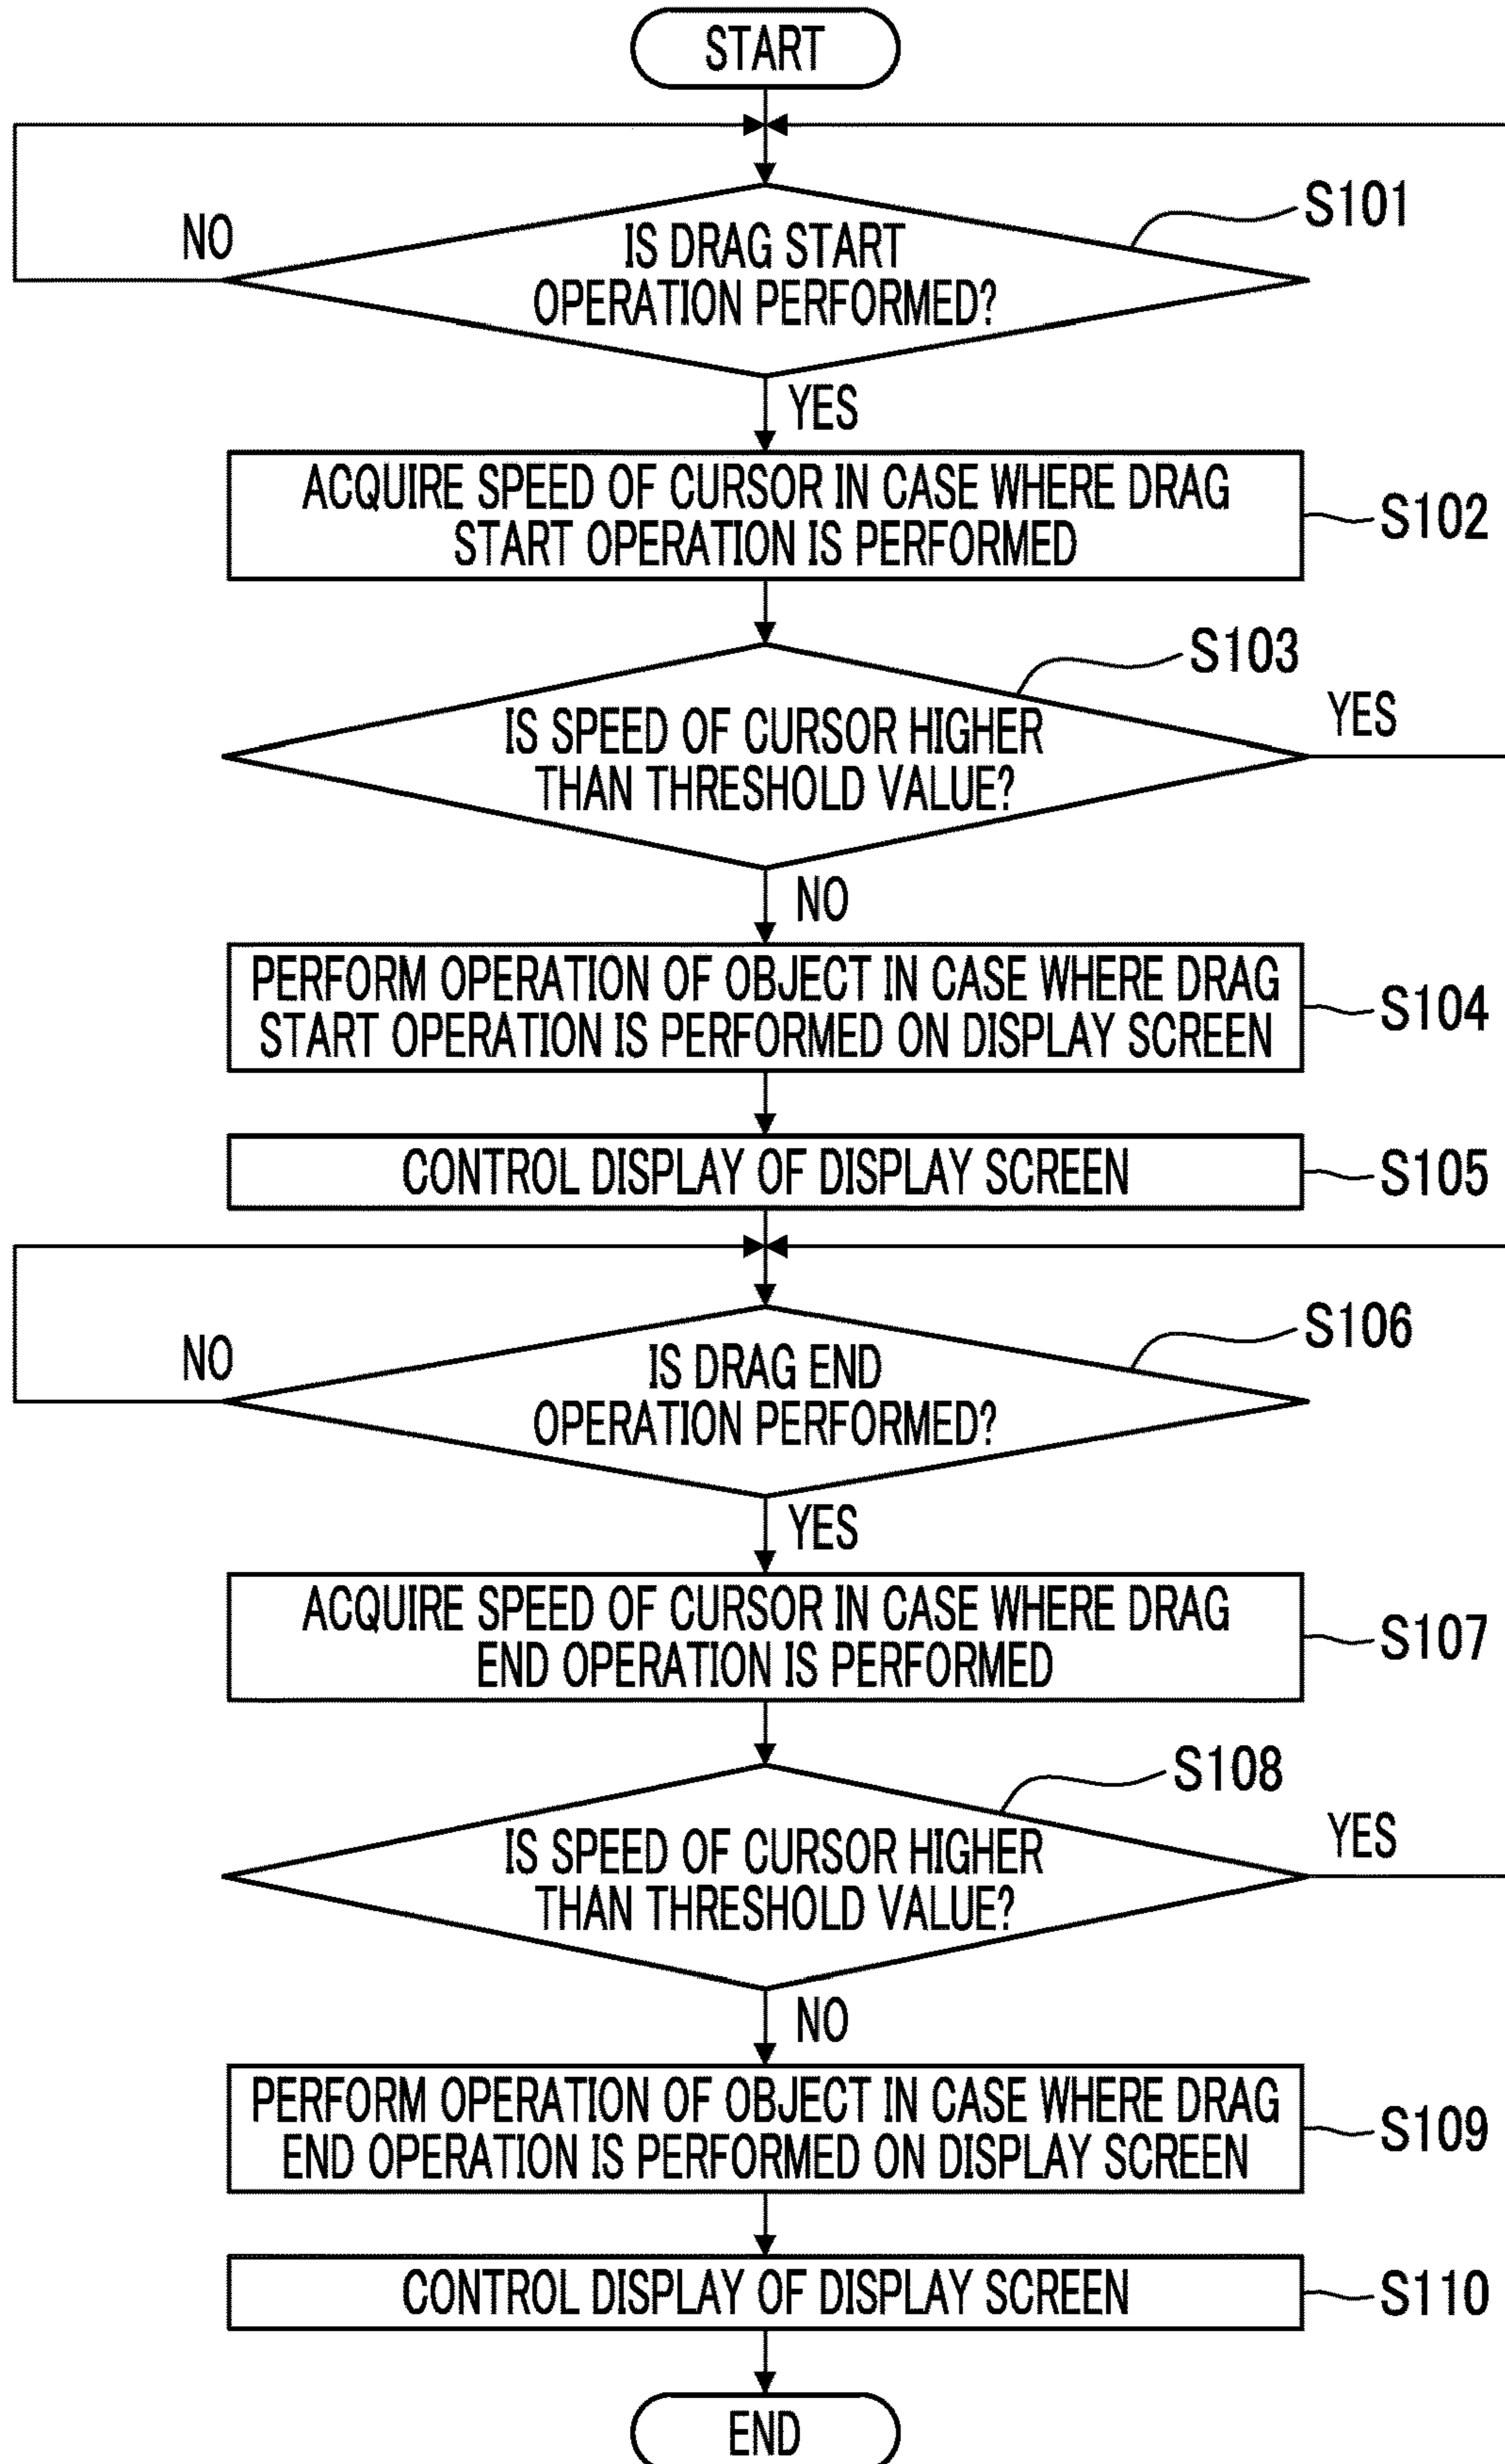 START
S101
NO
IS DRAG START
OPERATION PERFORMED?
YES
ACQUIRE SPEED OF CURSOR IN CASE WHERE DRAG
START OPERATION IS PERFORMED
S102
S103
YES
IS SPEED OF CURSOR HIGHER
THAN THRESHOLD VALUE?
NO
PERFORM OPERATION OF OBJECT IN CASE WHERE DRAG
START OPERATION IS PERFORMED ON DISPLAY SCREEN
S104
CONTROL DISPLAY OF DISPLAY SCREEN
S105
S106
NO
IS DRAG END
OPERATION PERFORMED?
YES
ACQUIRE SPEED OF CURSOR IN CASE WHERE DRAG
END OPERATION IS PERFORMED
S107
S108
YES
IS SPEED OF CURSOR HIGHER
THAN THRESHOLD VALUE?
NO
PERFORM OPERATION OF OBJECT IN CASE WHERE DRAG
END OPERATION IS PERFORMED ON DISPLAY SCREEN
S109
CONTROL DISPLAY OF DISPLAY SCREEN
S110
END